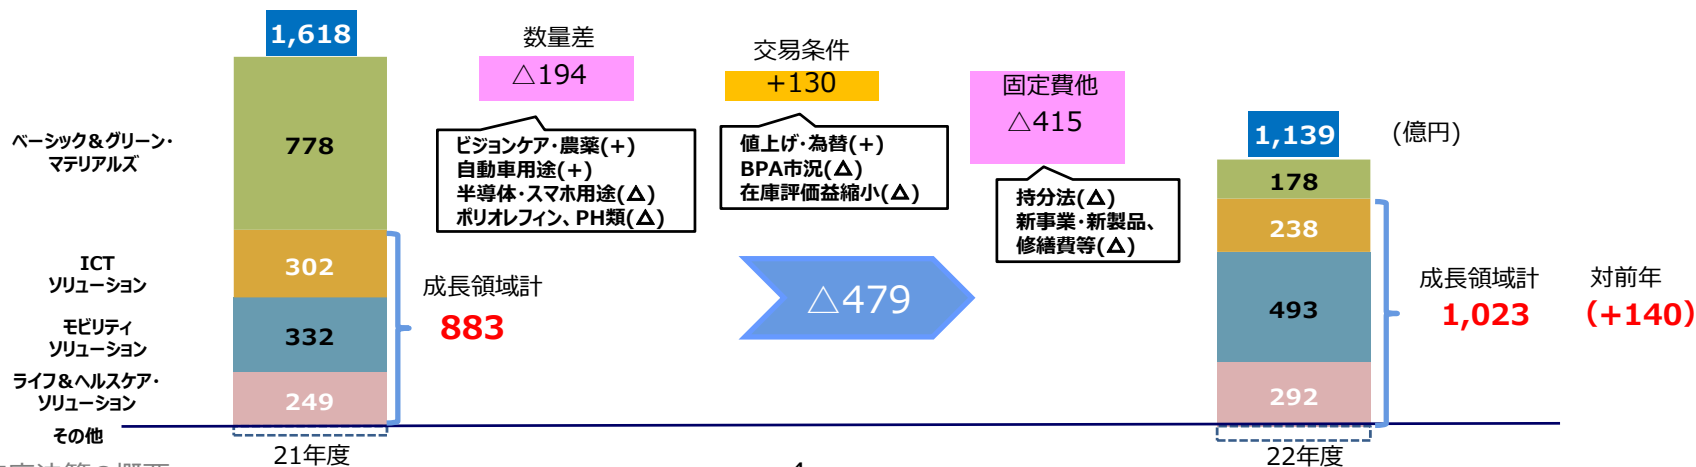 1,618
数量差
△194
交易条件
+130
固定費他
△415
1,139
(億円)
ベーシック&グリーン・
マテリアルズ
778
ビジョンケア・農薬(+)
自動車用途(+)
半導体・スマホ用途(△)
ポリオレフィン、PH類(△)
値上げ・為替(+)
BPA市況(△)
在庫評価益縮小(△)
持分法(△)
新事業・新製品、
修繕費等(△)
178
238
ICT
ソリューション
302
成長領域計
883
△479
493
成長領域計
1,023
対前年
(+140)
モビリティ
ソリューション
332
ライフ&ヘルスケア・
ソリューション
249
292
その他
21年度
22年度